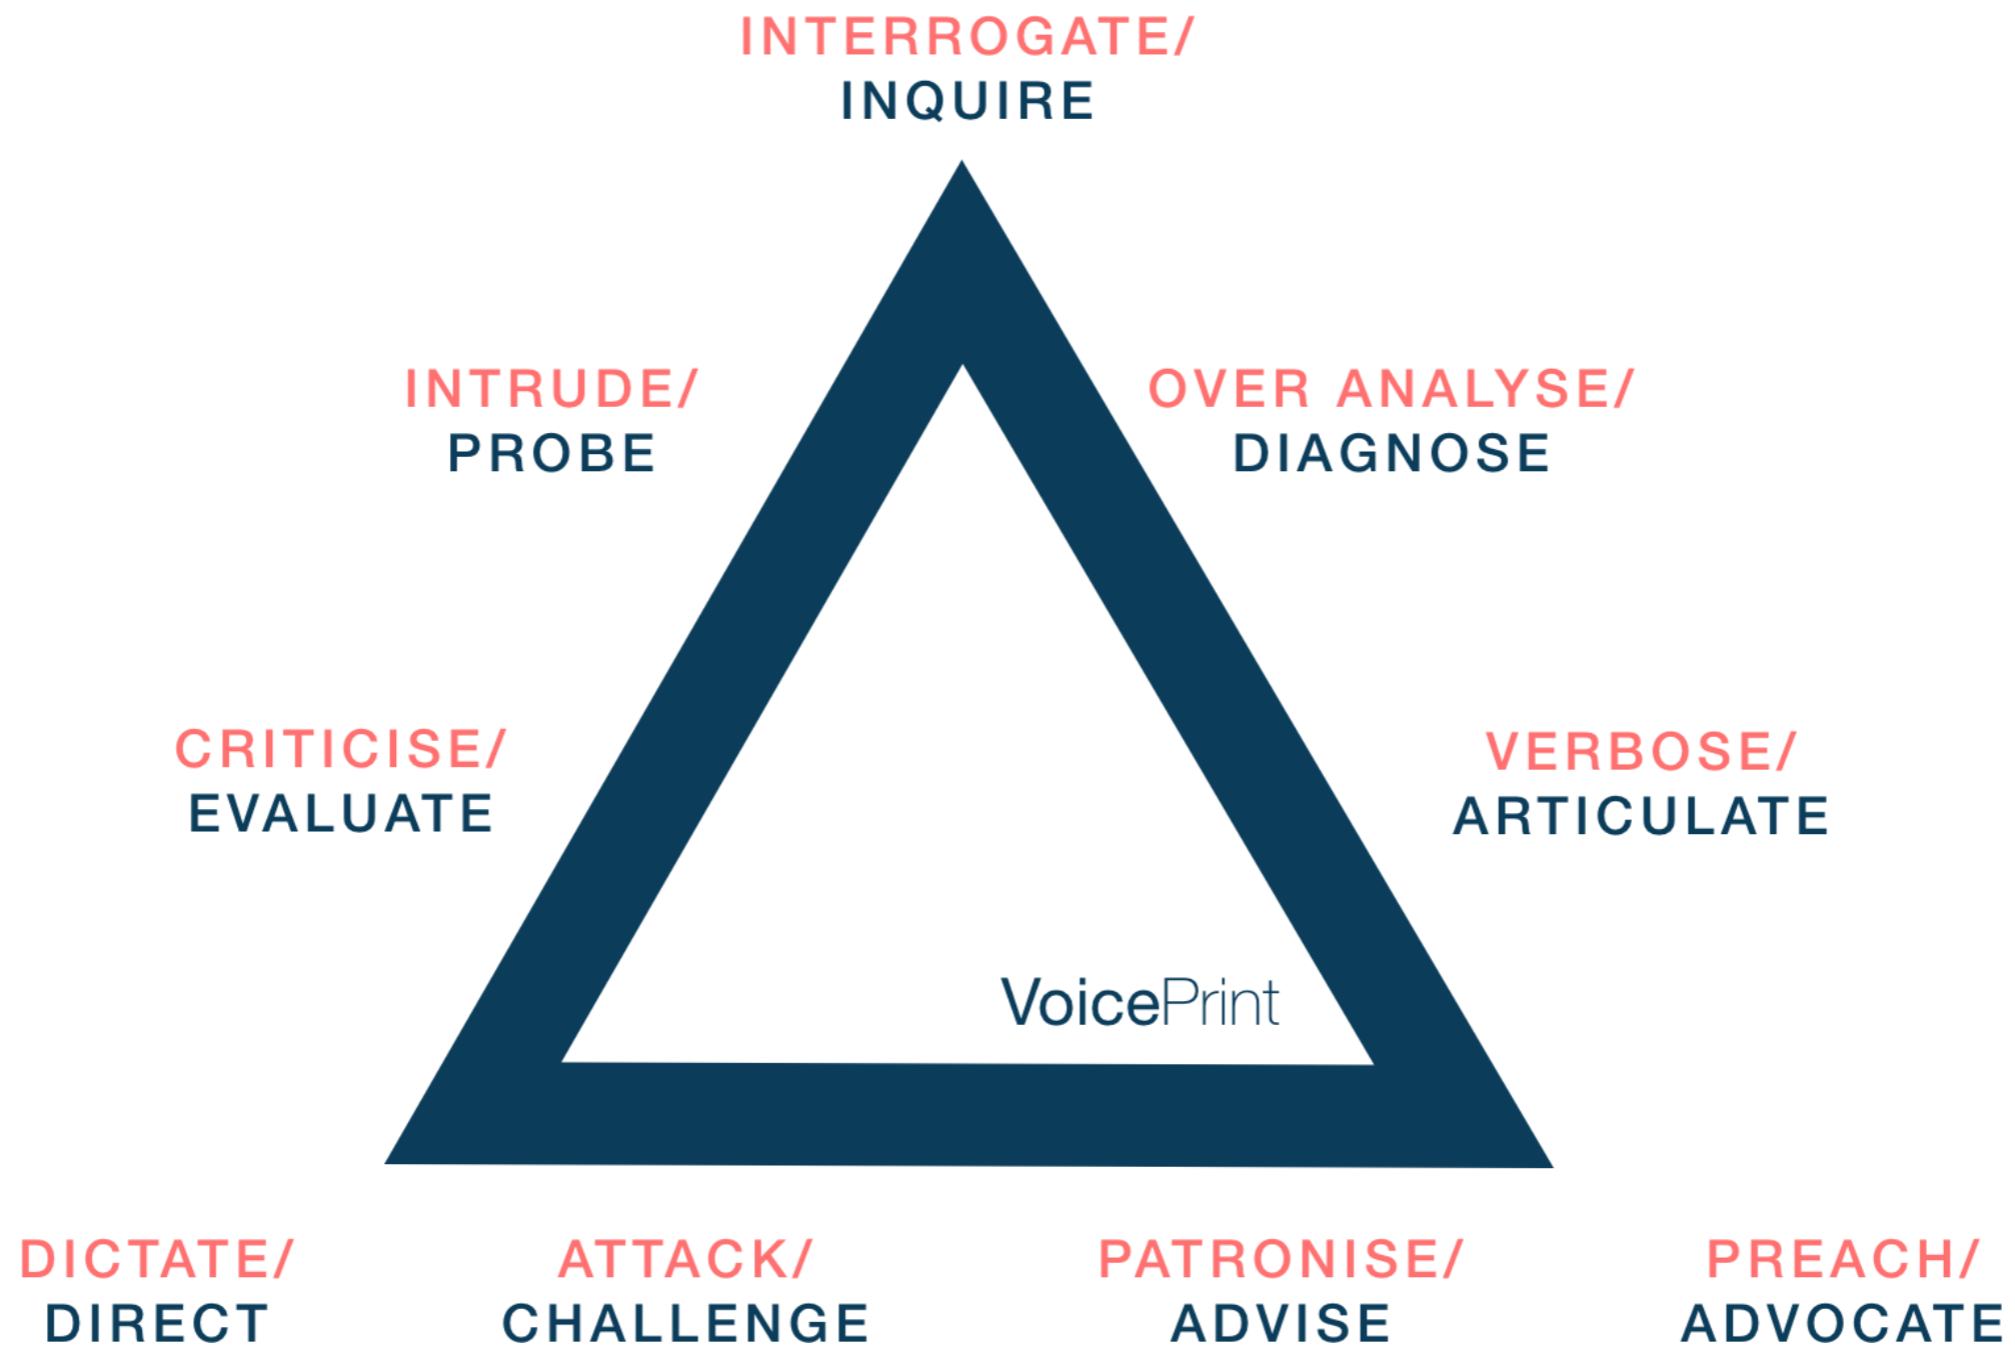 INTERROGATE/
INQUIRE
INTRUDE/
PROBE
OVER ANALYSE/
DIAGNOSE
CRITICISE/
EVALUATE
VERBOSE/
ARTICULATE
VoicePrint
DICTATE/
DIRECT
ATTACK/
CHALLENGE
PATRONISE/
ADVISE
PREACH/
ADVOCATE